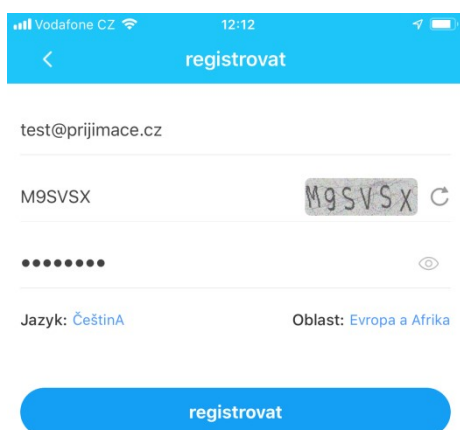 Vodafone CZ 12:12
registrovat
test@prijimace.cz
M9SVSX M9SVSX
••••••••
Jazyk: ČeštinA Oblast: Evropa a Afrika
registrovat